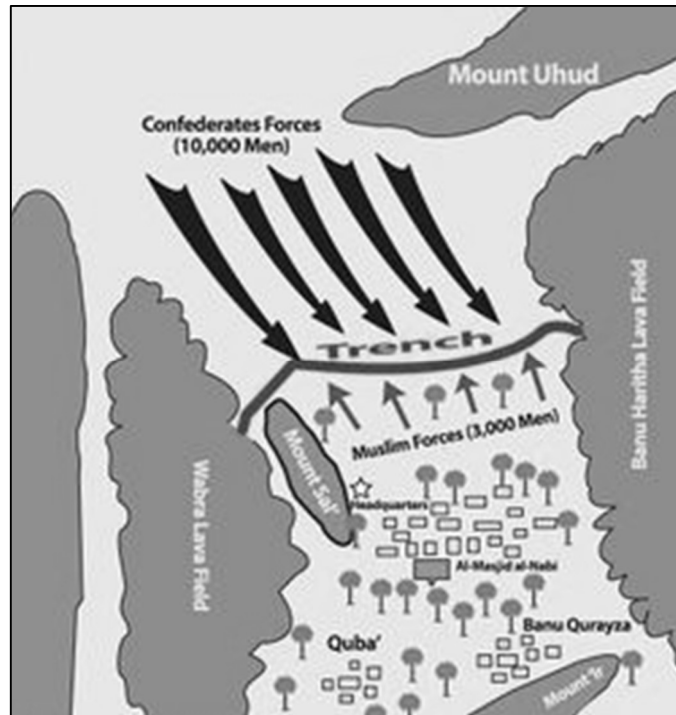 Mount Uhud
Confederates Forces
(10,000 Men)
Trench
Banu Haritha Lava Field
Muslim Forces (3,000 Men)
Mount Sal'
Headquarters
Wabra Lava Field
Al-Masjid al-Nabi
Banu Qurayza
Quba'
Mount 'Ir